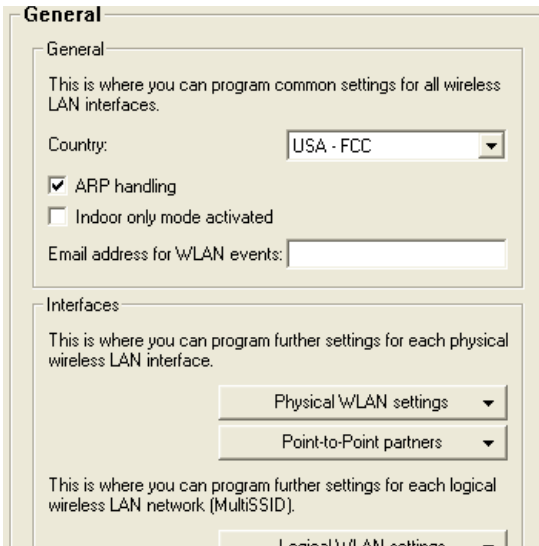 General
General
This is where you can program common settings for all wireless
LAN interfaces.
Country:
USA - FCC
ARP handling
Indoor only mode activated
Email address for WLAN events:
Interfaces
This is where you can program further settings for each physical
wireless LAN interface.
Physical WLAN settings
Point-to-Point partners
This is where you can program further settings for each logical
wireless LAN network (MultiSSID).
Logical WLAN settings